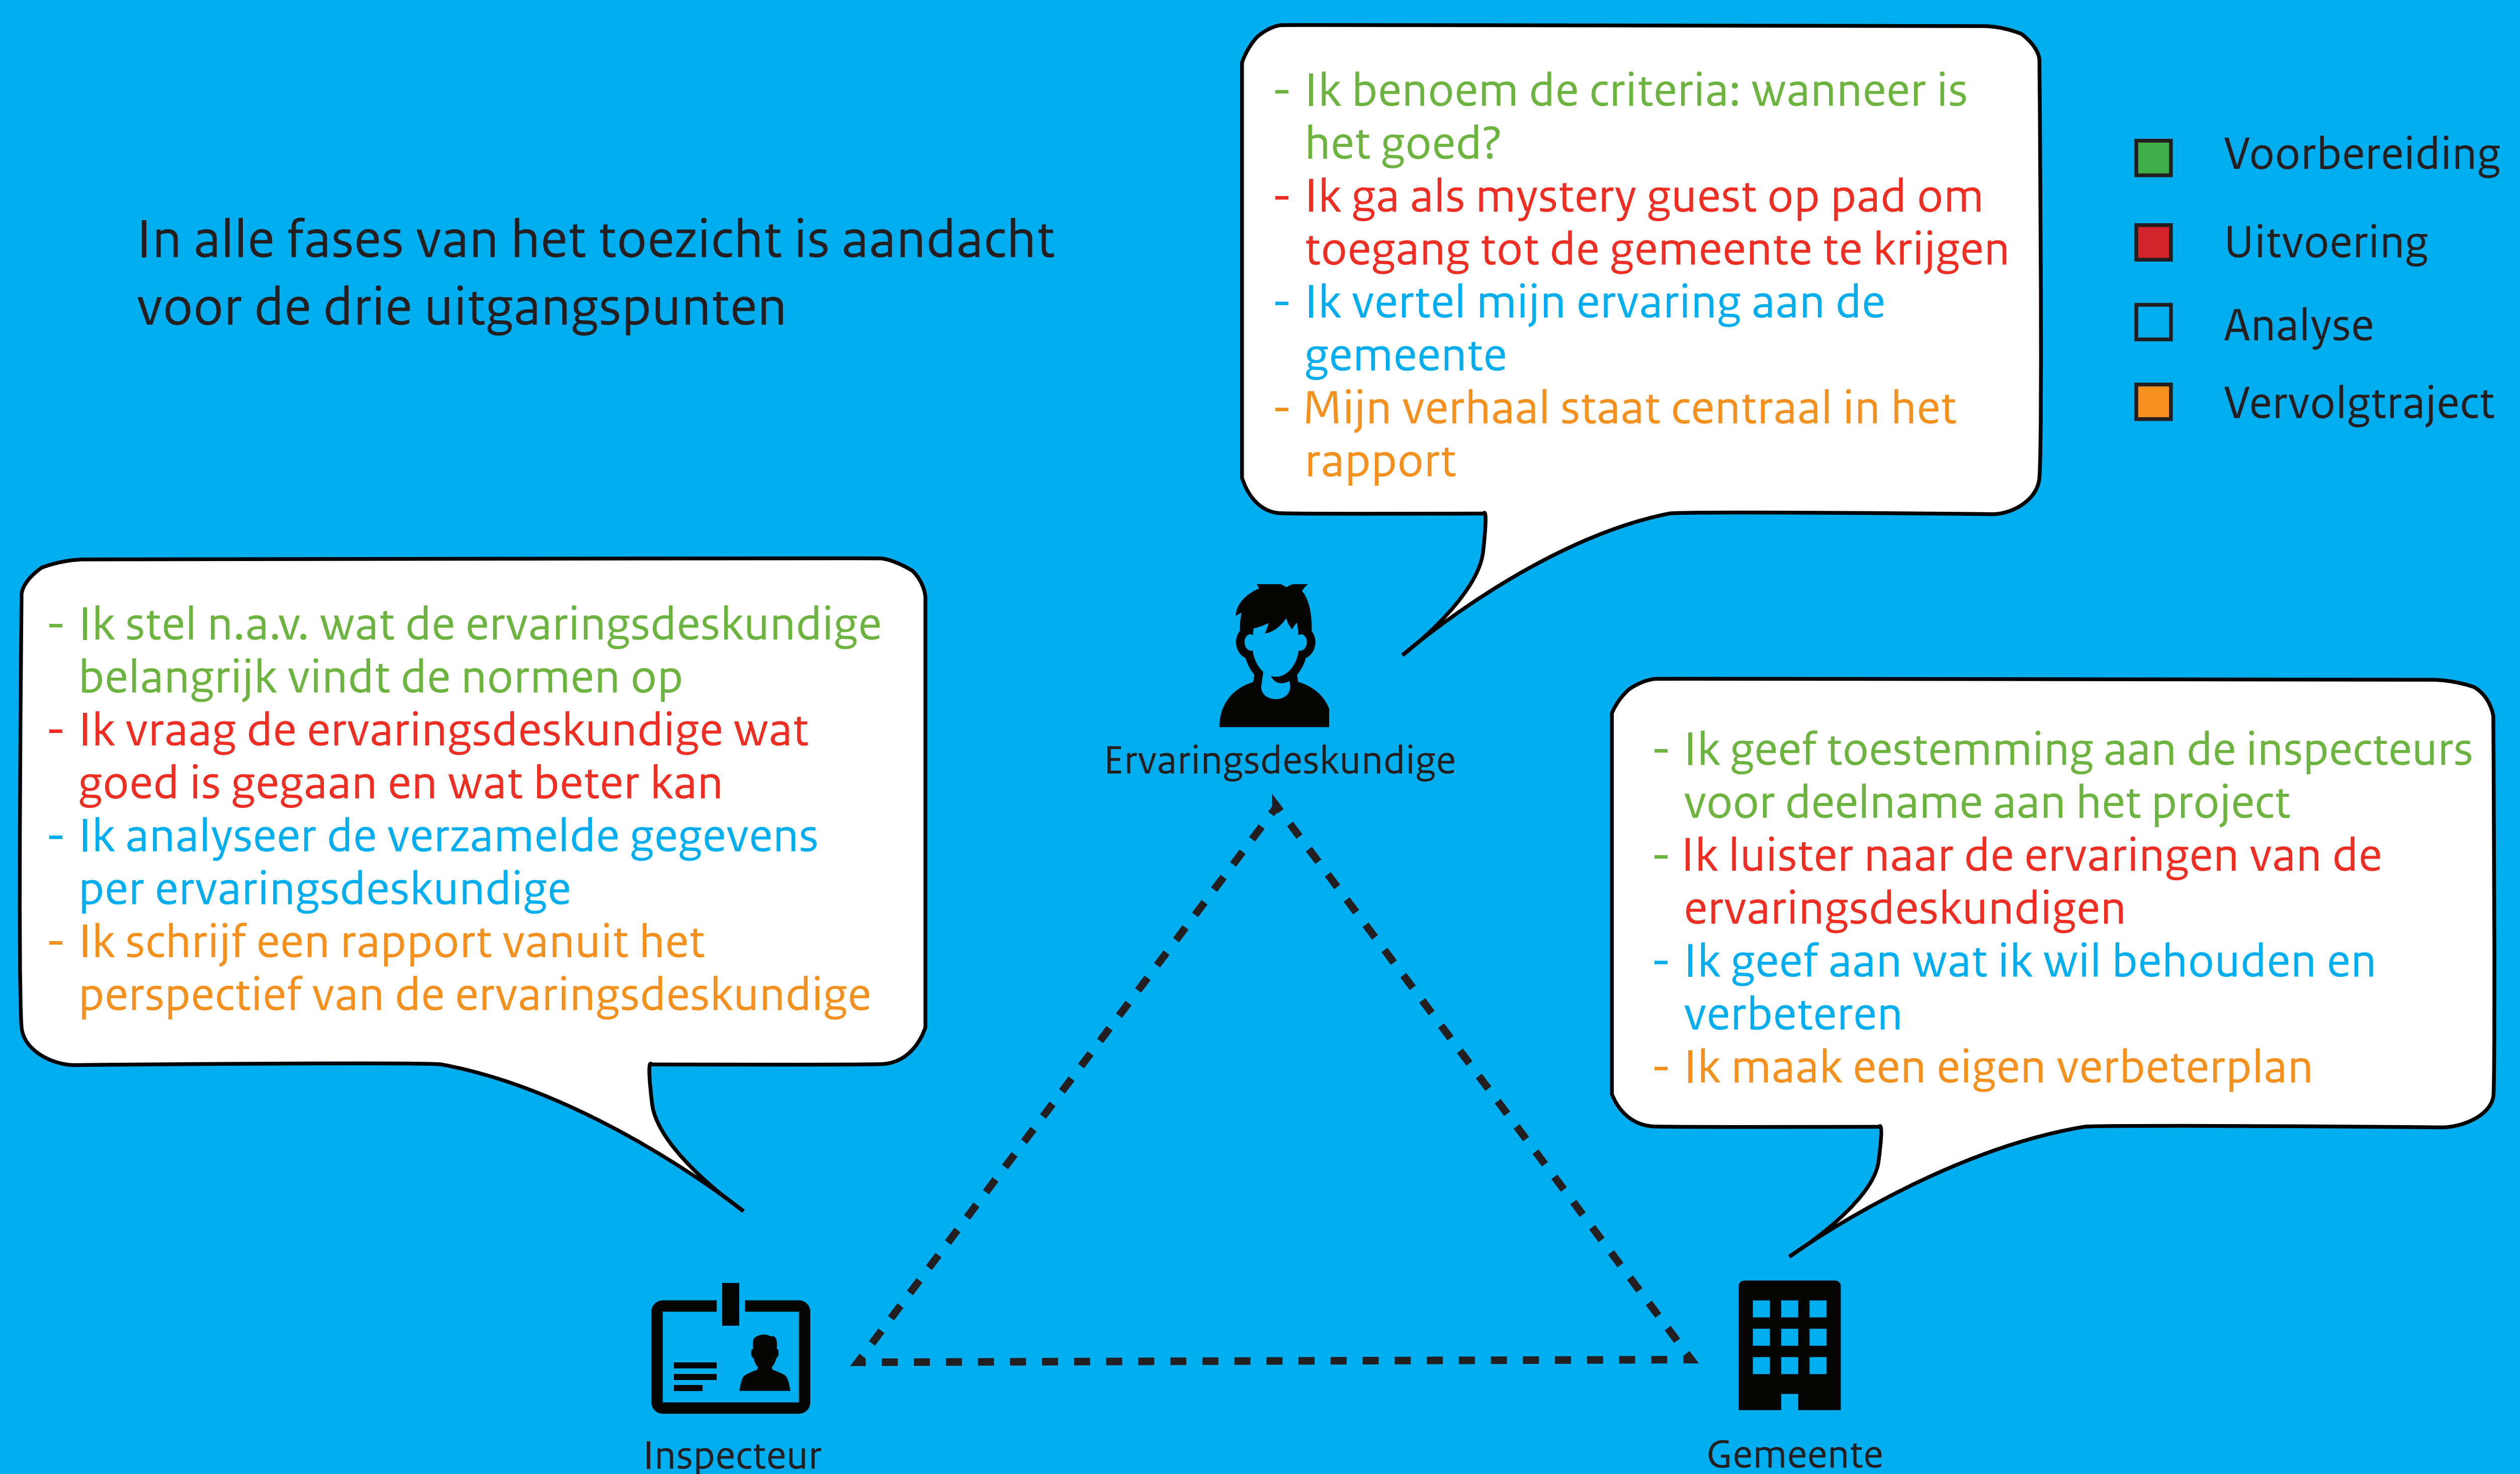 In alle fases van het toezicht is aandacht
voor de drie uitgangspunten
- Ik benoem de criteria: wanneer is
het goed?
- Ik ga als mystery guest op pad om
toegang tot de gemeente te krijgen
- Ik vertel mijn ervaring aan de
gemeente
- Mijn verhaal staat centraal in het
rapport
Voorbereiding
Uitvoering
Analyse
Vervolgtraject
- Ik stel n.a.v. wat de ervaringsdeskundige
belangrijk vindt de normen op
- Ik vraag de ervaringsdeskundige wat
goed is gegaan en wat beter kan
- Ik analyseer de verzamelde gegevens
per ervaringsdeskundige
- Ik schrijf een rapport vanuit het
perspectief van de ervaringsdeskundige
Ervaringsdeskundige
- Ik geef toestemming aan de inspecteurs
voor deelname aan het project
- Ik luister naar de ervaringen van de
ervaringsdeskundigen
- Ik geef aan wat ik wil behouden en
verbeteren
- Ik maak een eigen verbeterplan
Inspecteur
Gemeente